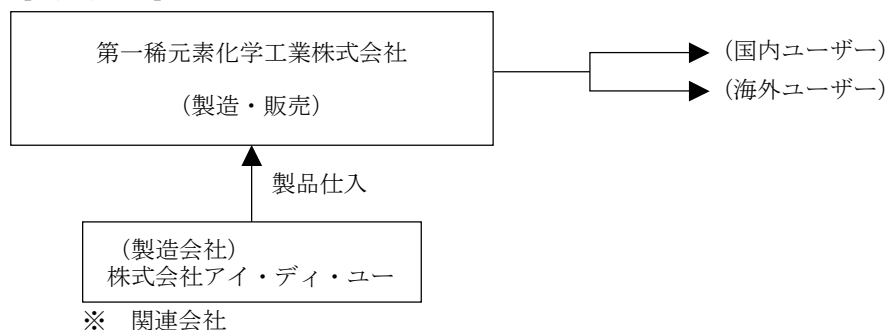 第一稀元素化学工業株式会社
（製造・販売）
（国内ユーザー）
（海外ユーザー）
製品仕入
（製造会社）
株式会社アイ・ディ・ユー
※　関連会社